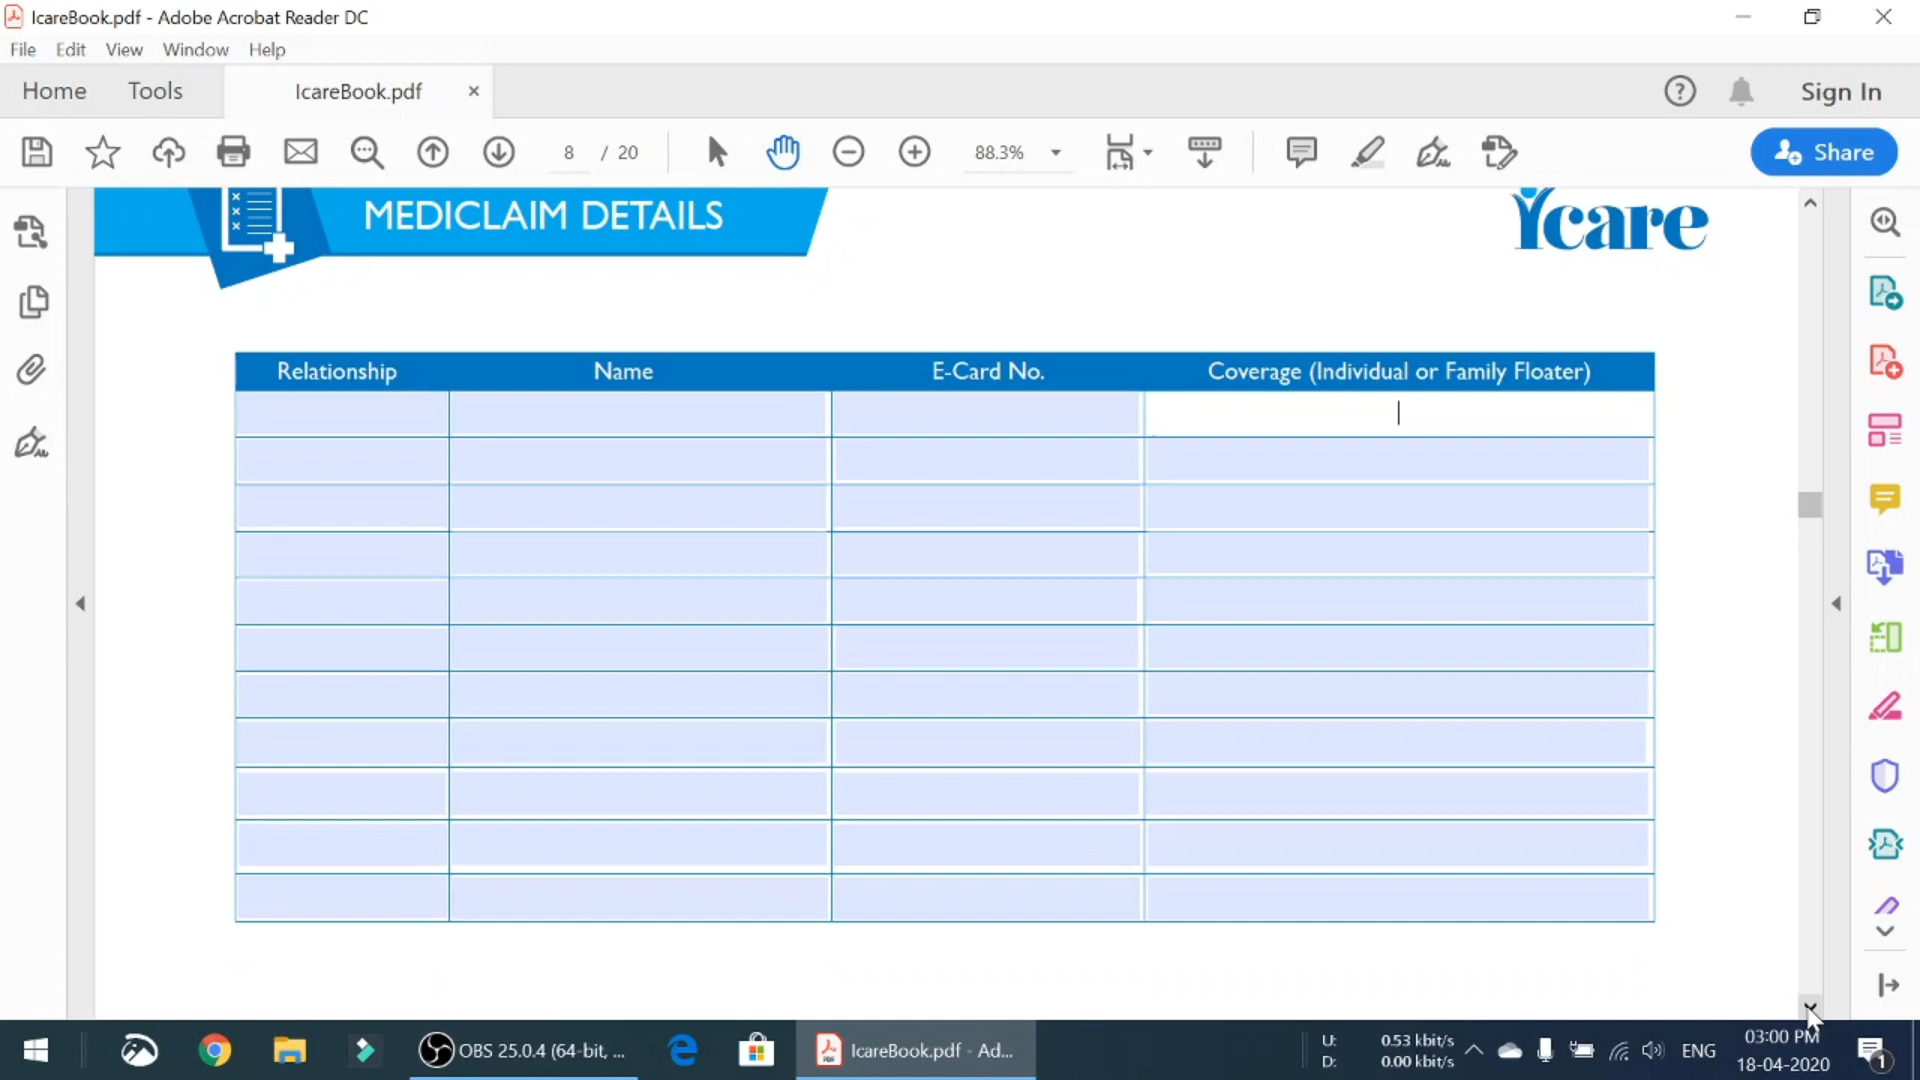 IcareBook.pdf - Adobe Acrobat Reader DC
File Edit View Window Help
Home Tools IcareBook.pdf Sign In
8 / 20 88.3% Share
MEDICLAIM DETAILS
Ycare
Relationship Name E-Card No. Coverage (Individual or Family Floater)
OBS 25.0.4 (64-bit, ... IcareBook.pdf - Ad...
U: 0.53 kbit/s
D: 0.00 kbit/s
ENG
03:00 PM
18-04-2020
1